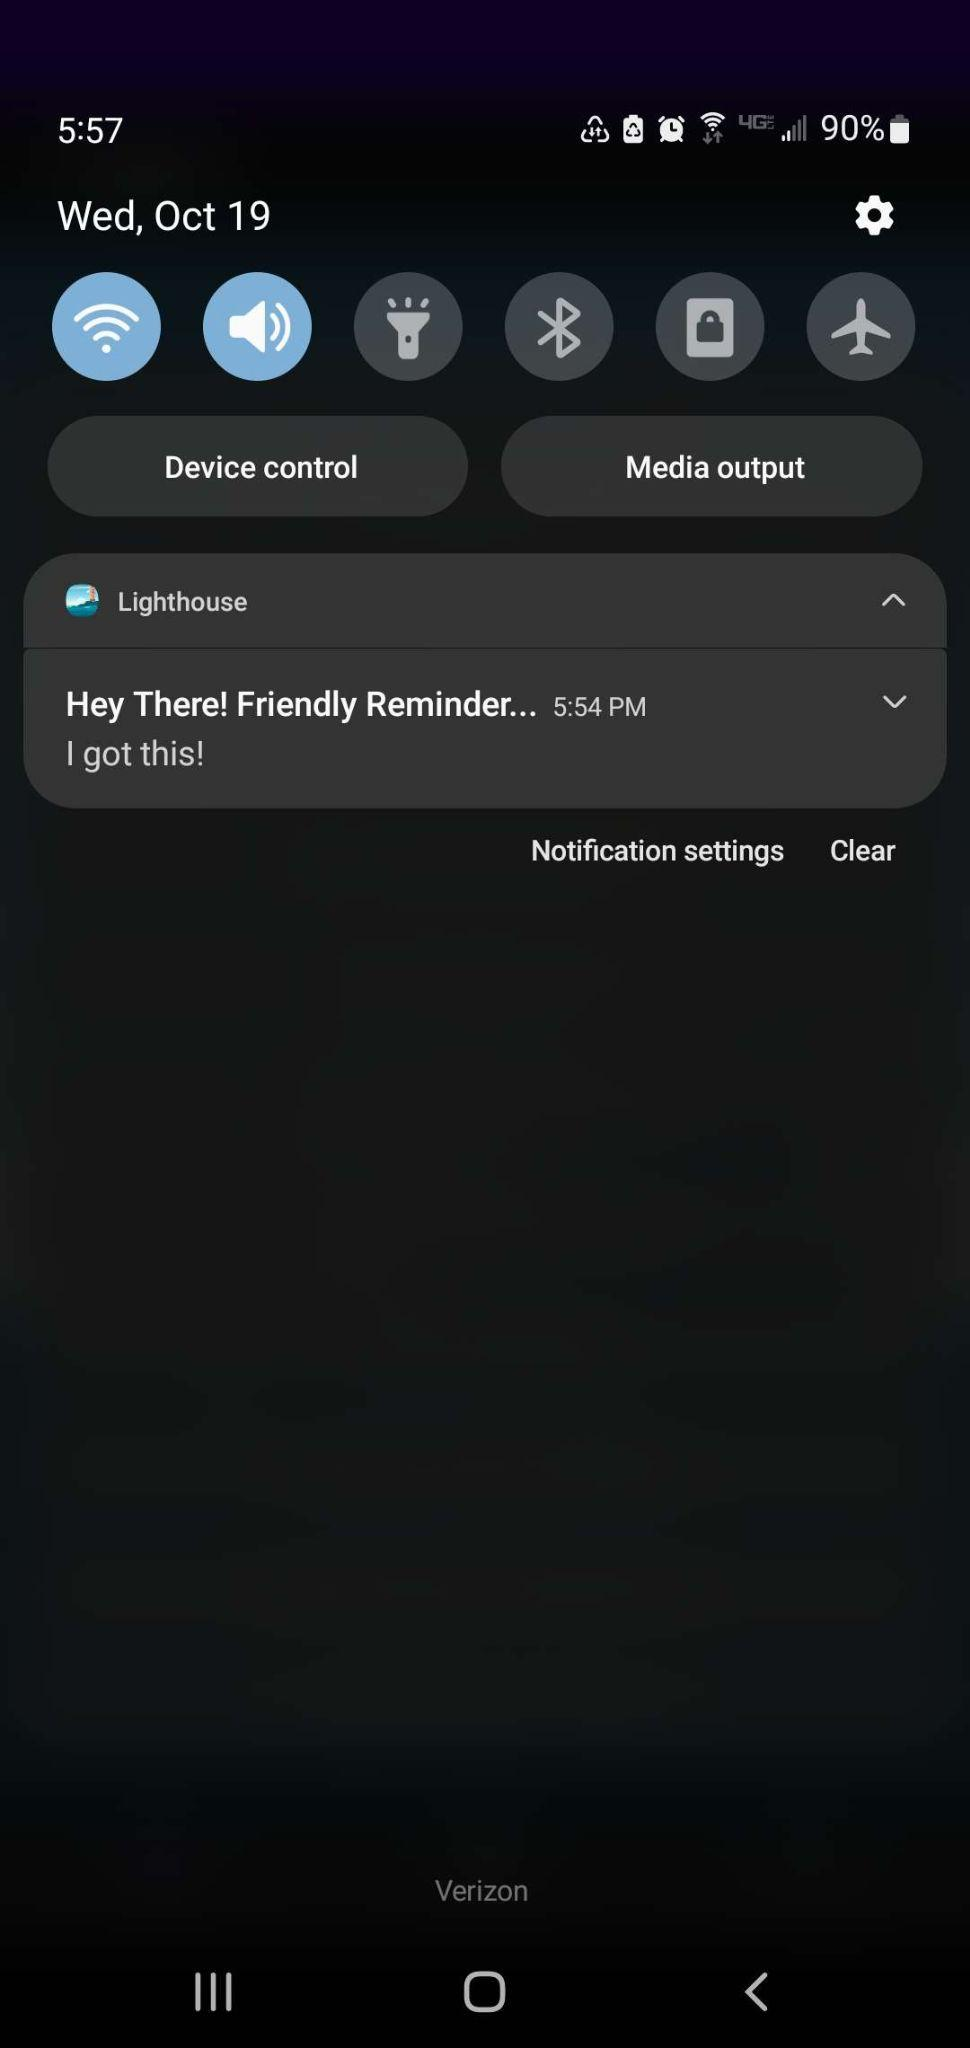 5:57
4G 90%
Wed, Oct 19
Device control
Media output
Lighthouse
Hey There! Friendly Reminder... 5:54 PM
I got this!
Notification settings
Clear
Verizon